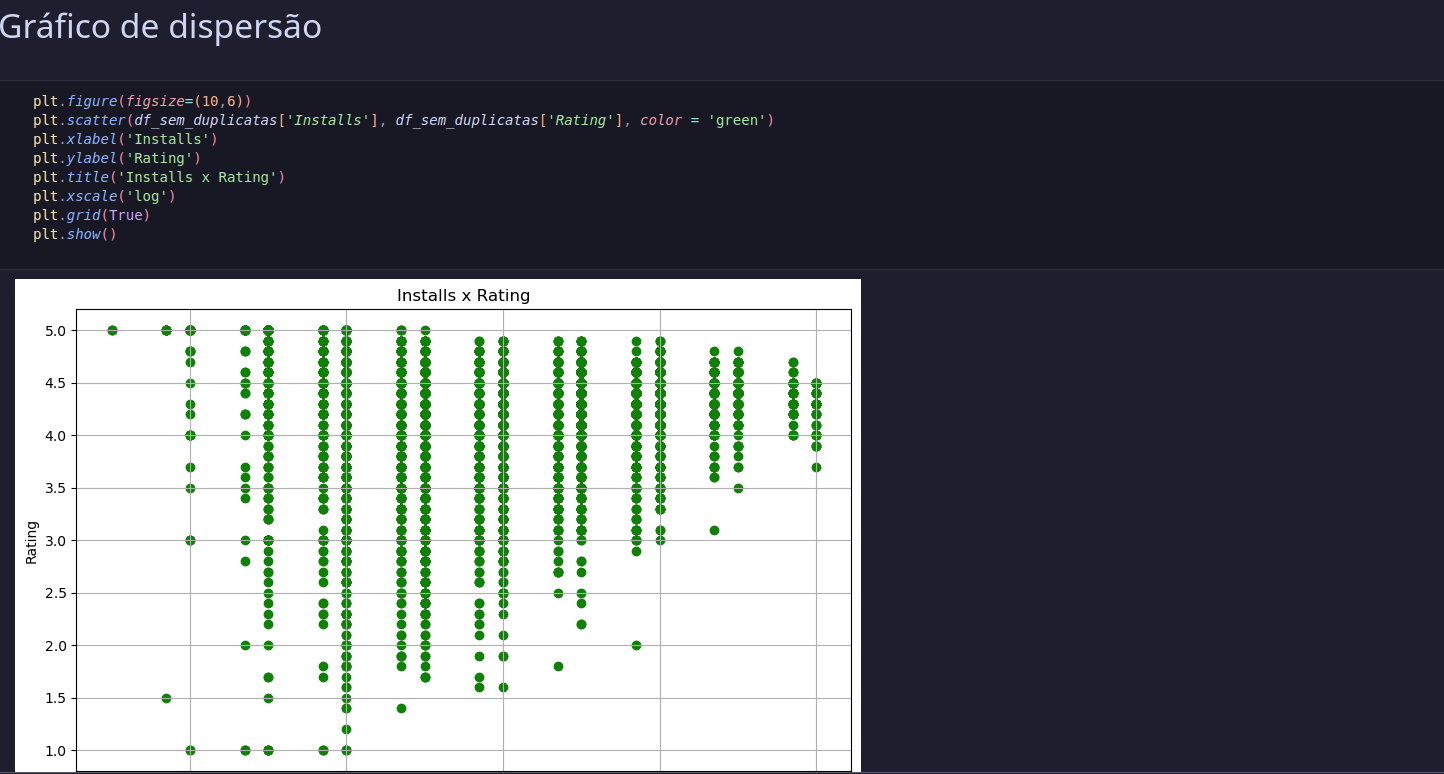 Gráfico de dispersão
plt.figure(figsize=(10,6))
plt.scatter(df_sem_duplicatas['Installs'], df_sem_duplicatas['Rating'], color = 'green')
plt.xlabel('Installs')
plt.ylabel('Rating')
plt.title('Installs x Rating')
plt.xscale('log')
plt.grid(True)
plt.show()
Installs x Rating
5.0
4.5
4.0
3.5
3.0
2.5
2.0
1.5
1.0
Rating